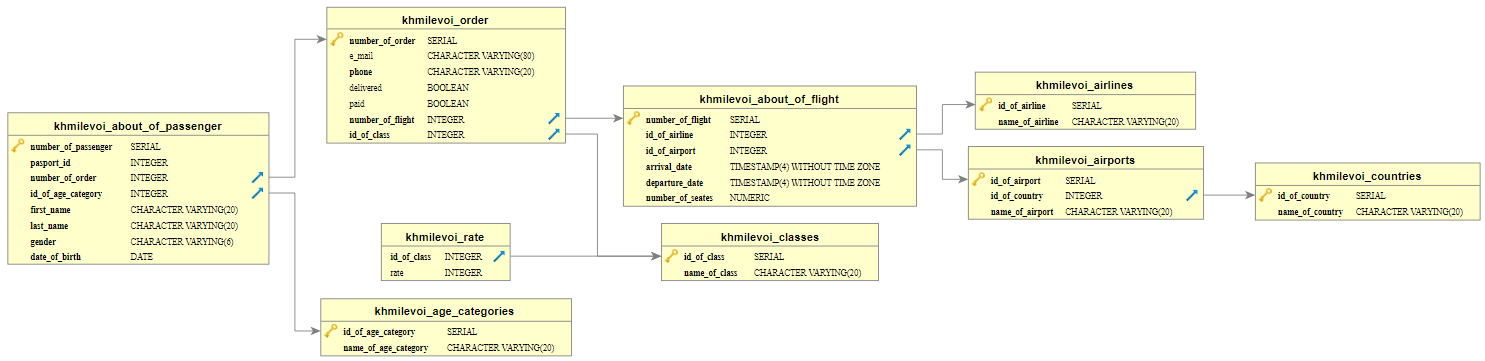 khmilevoi_order
number_of_order SERIAL
e_mail CHARACTER VARYING(80)
phone CHARACTER VARYING(20)
delivered BOOLEAN
paid BOOLEAN
number_of_flight INTEGER
id_of_class INTEGER
khmilevoi_about_of_passenger
number_of_passenger SERIAL
pasport_id INTEGER
number_of_order INTEGER
id_of_age_category INTEGER
first_name CHARACTER VARYING(20)
last_name CHARACTER VARYING(20)
gender CHARACTER VARYING(6)
date_of_birth DATE
khmilevoi_about_of_flight
number_of_flight SERIAL
id_of_airline INTEGER
id_of_airport INTEGER
arrival_date TIMESTAMP(4) WITHOUT TIME ZONE
departure_date TIMESTAMP(4) WITHOUT TIME ZONE
number_of_seates NUMERIC
khmilevoi_airlines
id_of_airline SERIAL
name_of_airline CHARACTER VARYING(20)
khmilevoi_airports
id_of_airport SERIAL
id_of_country INTEGER
name_of_airport CHARACTER VARYING(20)
khmilevoi_countries
id_of_country SERIAL
name_of_country CHARACTER VARYING(20)
khmilevoi_rate
id_of_class INTEGER
rate INTEGER
khmilevoi_classes
id_of_class SERIAL
name_of_class CHARACTER VARYING(20)
khmilevoi_age_categories
id_of_age_category SERIAL
name_of_age_category CHARACTER VARYING(20)